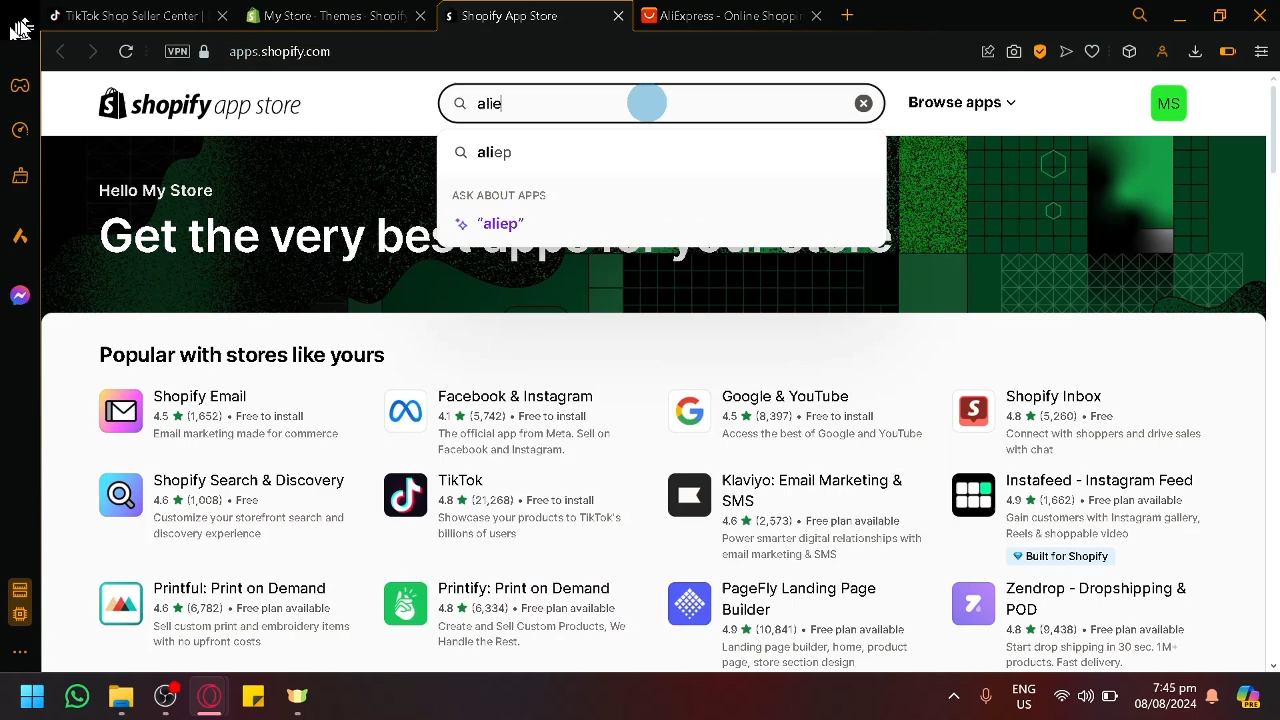 TikTok Shop Seller Center |
My Store - Themes · Shopify
Shopify App Store
AliExpress - Online Shopping
VPN
apps.shopify.com
shopify app store
alie
Browse apps
MS
aliep
ASK ABOUT APPS
“aliep”
Hello My Store
Get the very best apps for your store
Popular with stores like yours
Shopify Email
4.5 ★ (1,652) • Free to install
Email marketing made for commerce
Facebook & Instagram
4.1 ★ (5,742) • Free to install
The official app from Meta. Sell on
Facebook and Instagram.
Google & YouTube
4.5 ★ (8,397) • Free to install
Access the best of Google and YouTube
Shopify Inbox
4.8 ★ (5,260) • Free
Connect with shoppers and drive sales
with chat
Shopify Search & Discovery
4.6 ★ (1,008) • Free
Customize your storefront search and
discovery experience
TikTok
4.8 ★ (21,268) • Free to install
Showcase your products to TikTok's
billions of users
Klaviyo: Email Marketing &
SMS
4.6 ★ (2,573) • Free plan available
Power smarter digital relationships with
email marketing & SMS
Instafeed - Instagram Feed
4.9 ★ (1,662) • Free plan available
Gain customers with Instagram gallery,
Reels & shoppable video
Built for Shopify
Printful: Print on Demand
4.6 ★ (6,782) • Free plan available
Sell custom print and embroidery items
with no upfront costs
Printify: Print on Demand
4.8 ★ (6,334) • Free plan available
Create and Sell Custom Products, We
Handle the Rest.
PageFly Landing Page
Builder
4.9 ★ (10,841) • Free plan available
Landing page builder, home, product
page, store section design
Zendrop - Dropshipping &
POD
4.8 ★ (9,438) • Free plan available
Start drop shipping in 30 sec. 1M+
products. Fast delivery.
ENG
US
7:45 pm
08/08/2024
PRE